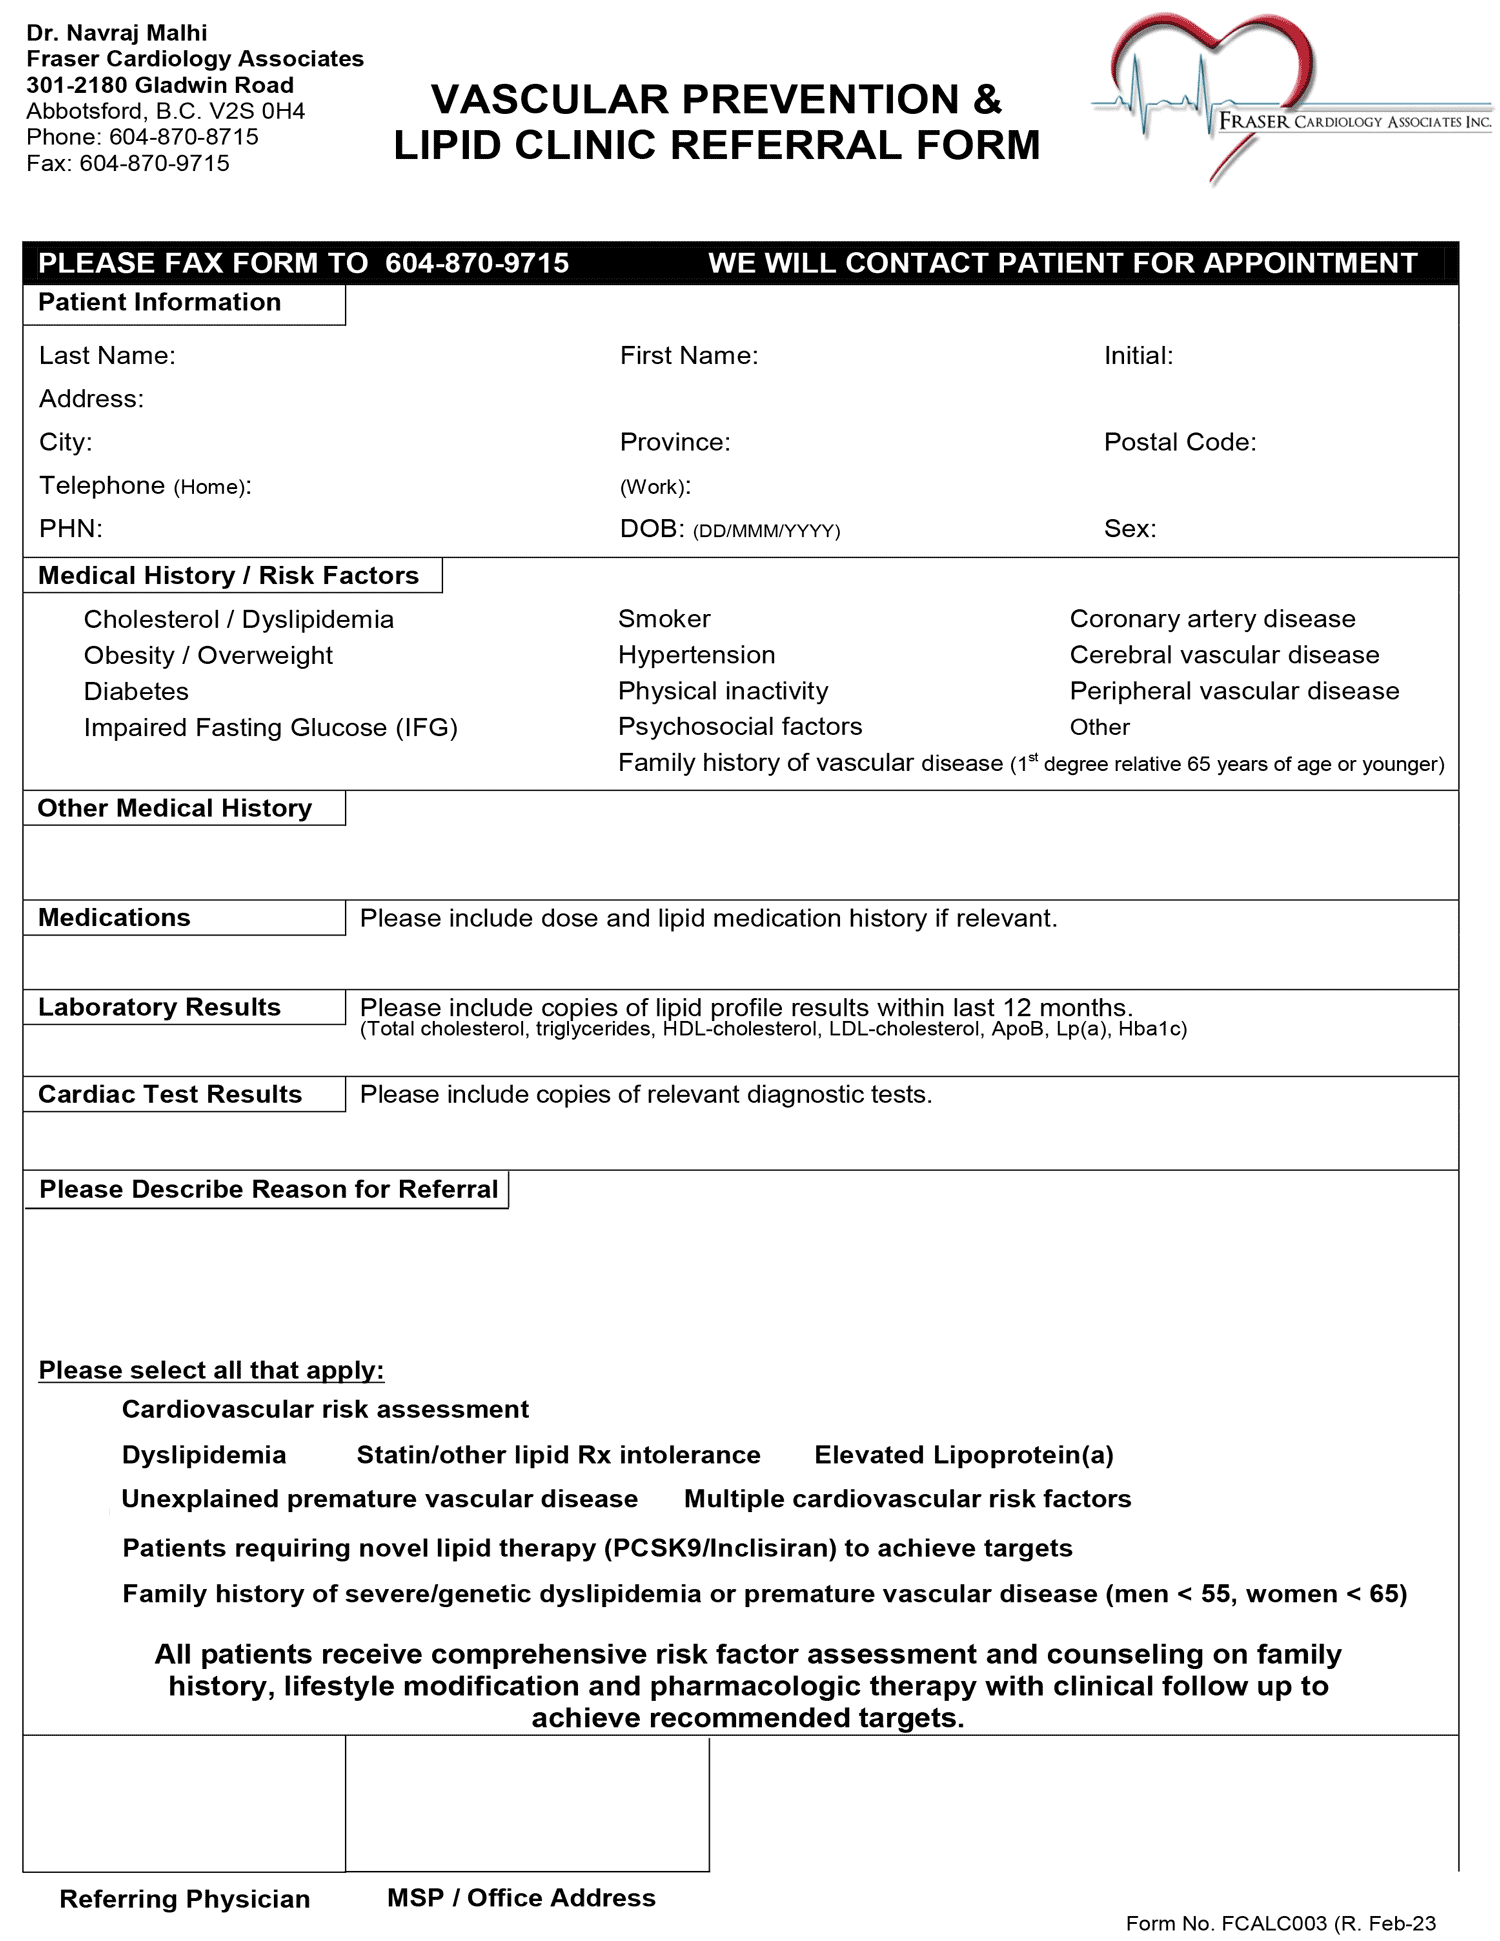 Dr. Navraj Malhi
Fraser Cardiology Associates
301-2180 Gladwin Road
Abbotsford, B.C. V2S 0H4
Phone: 604-870-8715
Fax: 604-870-9715
VASCULAR PREVENTION &
LIPID CLINIC REFERRAL FORM
FRASER CARDIOLOGY ASSOCIATES INC.
PLEASE FAX FORM TO 604-870-9715 WE WILL CONTACT PATIENT FOR APPOINTMENT
Patient Information
Last Name: First Name: Initial:
Address:
City: Province: Postal Code:
Telephone (Home): (Work):
PHN: DOB: (DD/MMM/YYYY) Sex:
Medical History / Risk Factors
Cholesterol / Dyslipidemia Smoker Coronary artery disease
Obesity / Overweight Hypertension Cerebral vascular disease
Diabetes Physical inactivity Peripheral vascular disease
Impaired Fasting Glucose (IFG) Psychosocial factors Other
Family history of vascular disease (1st degree relative 65 years of age or younger)
Other Medical History
Medications Please include dose and lipid medication history if relevant.
Laboratory Results Please include copies of lipid profile results within last 12 months.
(Total cholesterol, triglycerides, HDL-cholesterol, LDL-cholesterol, ApoB, Lp(a), Hba1c)
Cardiac Test Results Please include copies of relevant diagnostic tests.
Please Describe Reason for Referral
Please select all that apply:
Cardiovascular risk assessment
Dyslipidemia Statin/other lipid Rx intolerance Elevated Lipoprotein(a)
Unexplained premature vascular disease Multiple cardiovascular risk factors
Patients requiring novel lipid therapy (PCSK9/Inclisiran) to achieve targets
Family history of severe/genetic dyslipidemia or premature vascular disease (men < 55, women < 65)
All patients receive comprehensive risk factor assessment and counseling on family
history, lifestyle modification and pharmacologic therapy with clinical follow up to
achieve recommended targets.
Referring Physician MSP / Office Address
Form No. FCALC003 (R. Feb-23